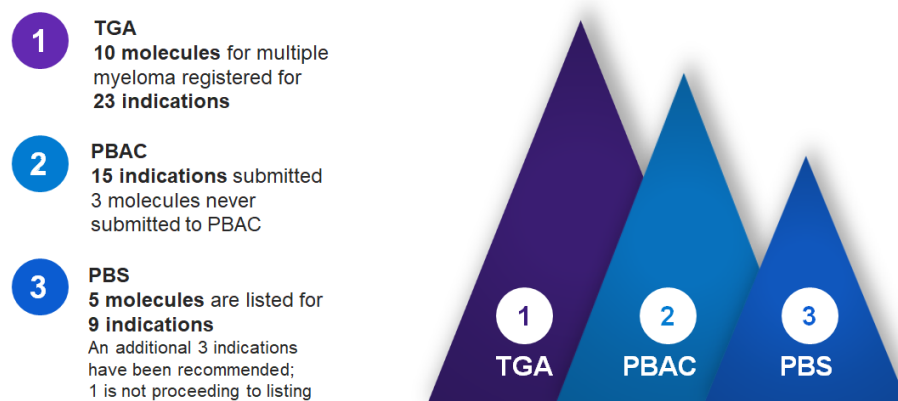 1
TGA
10 molecules for multiple
myeloma registered for
23 indications
2
PBAC
15 indications submitted
3 molecules never
submitted to PBAC
3
PBS
5 molecules are listed for
9 indications
An additional 3 indications
have been recommended;
1 is not proceeding to listing
1
TGA
2
PBAC
3
PBS